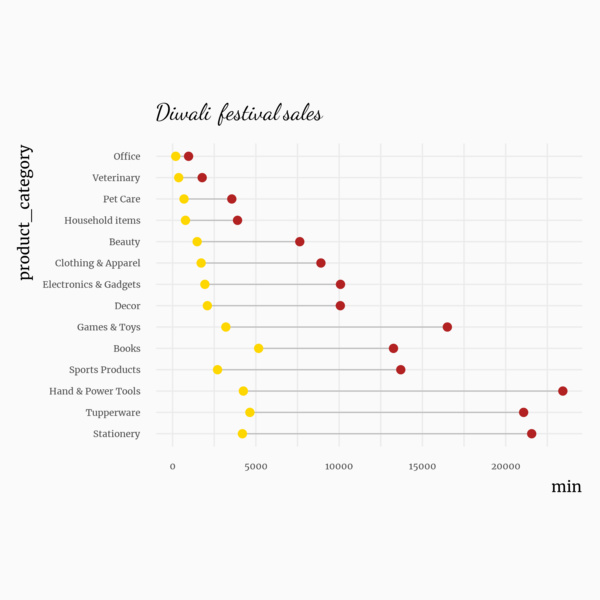 Diwali festival sales
product_category
Office
Veterinary
Pet Care
Household items
Beauty
Clothing & Apparel
Electronics & Gadgets
Decor
Games & Toys
Books
Sports Products
Hand & Power Tools
Tupperware
Stationery
0 5000 10000 15000 20000
min